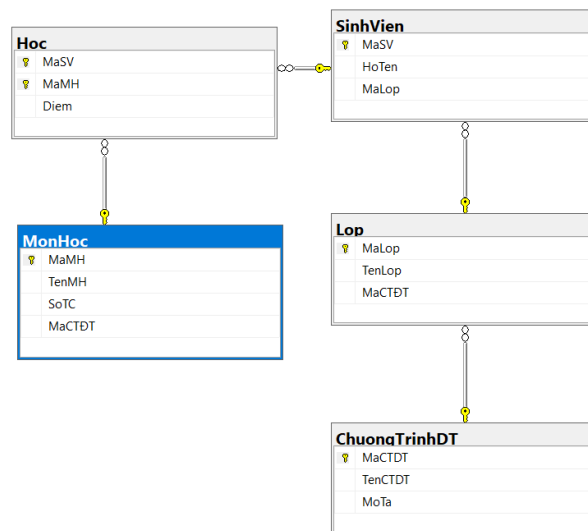 Hoc
MaSV
MaMH
Diem
SinhVien
MaSV
HoTen
MaLop
MonHoc
MaMH
TenMH
SoTC
MaCTĐT
Lop
MaLop
TenLop
MaCTĐT
ChuongTrinhDT
MaCTDT
TenCTDT
MoTa